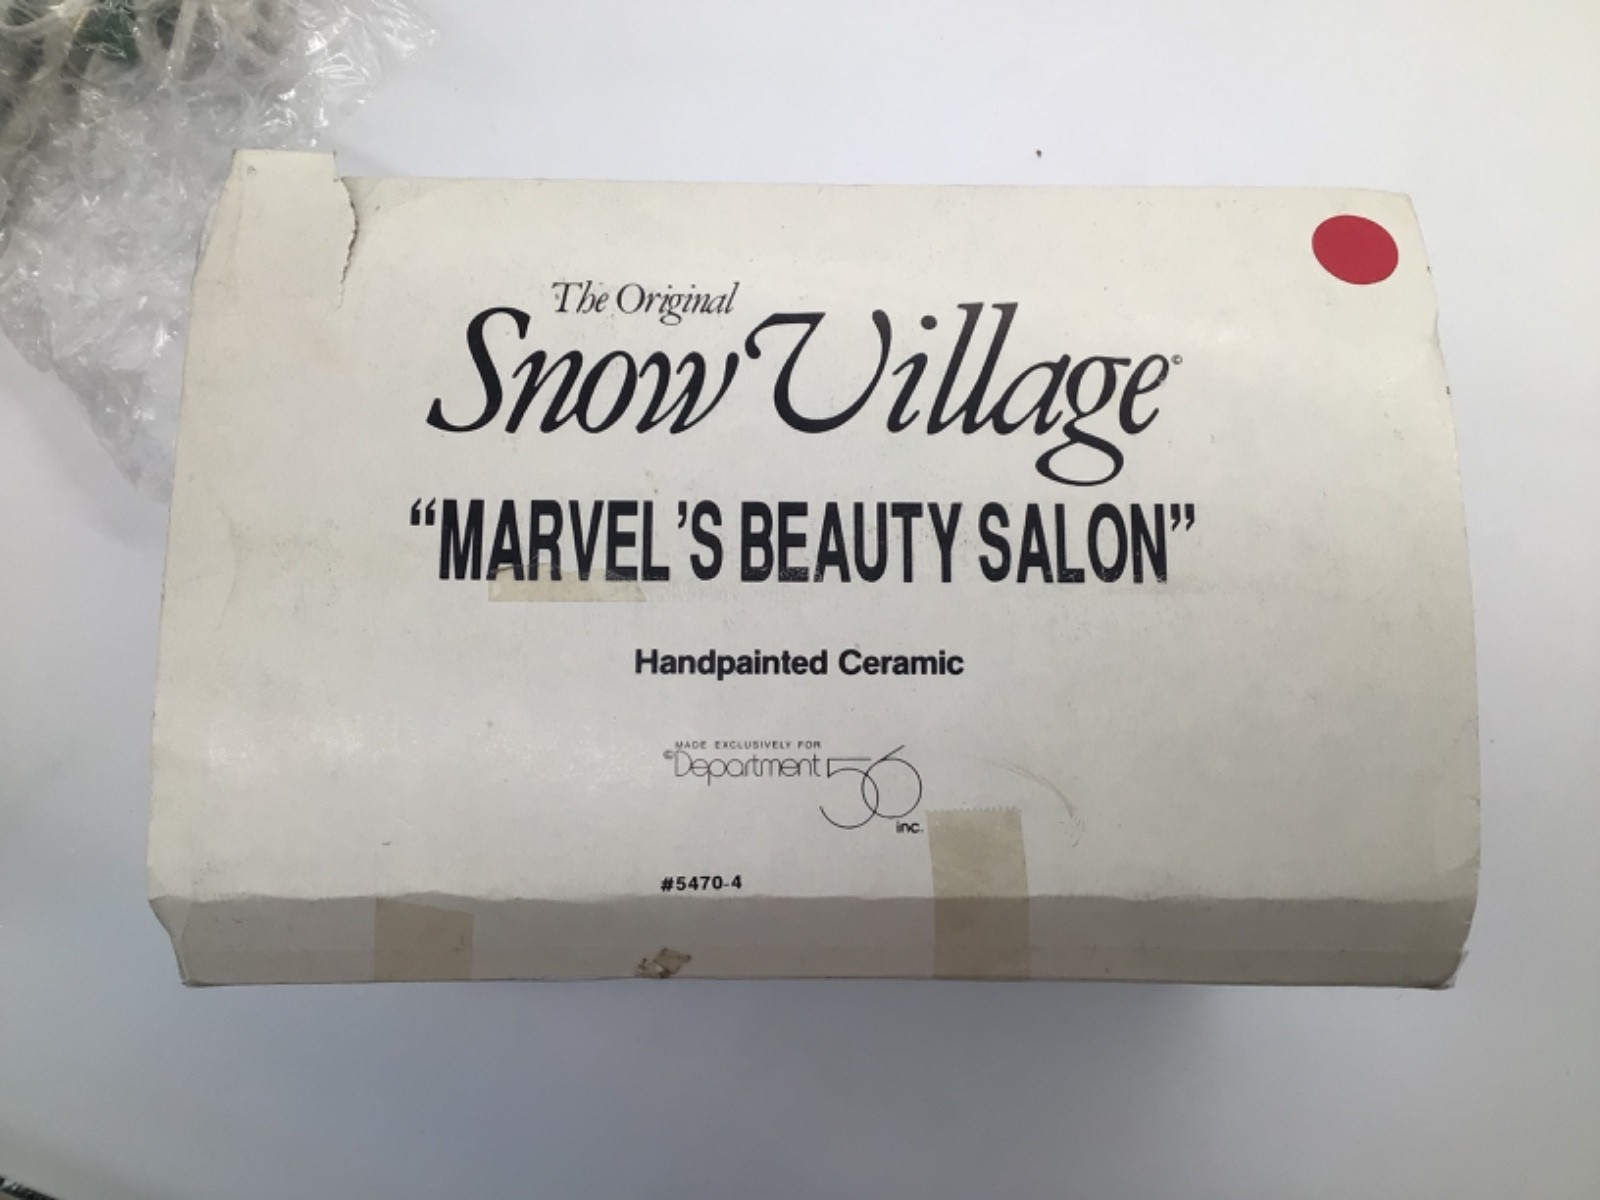 The Original
Snow Village©
“MARVEL’S BEAUTY SALON”
Handpainted Ceramic
MADE EXCLUSIVELY FOR
©Department 56
inc.
#5470-4